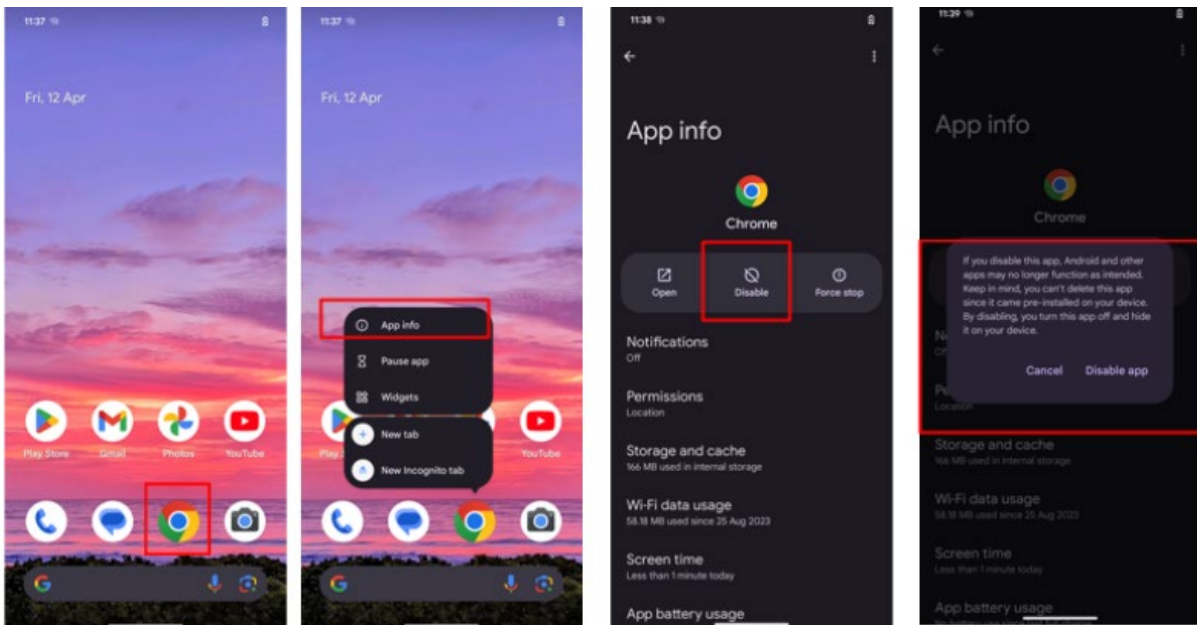 11:37
Fri, 12 Apr
Play Store
Gmail
Photos
YouTube
G
11:37
Fri, 12 Apr
App info
Pause app
Widgets
New tab
New Incognito tab
YouTube
G
11:38
App info
Chrome
Open
Disable
Force stop
Notifications
Off
Permissions
Location
Storage and cache
166 MB used in internal storage
Wi-Fi data usage
58.18 MB used since 25 Aug 2023
Screen time
Less than 1 minute today
App battery usage
11:39
App info
Chrome
If you disable this app, Android and other
apps may no longer function as intended.
Keep in mind, you can't delete this app
since it came pre-installed on your device.
By disabling, you turn this app off and hide
it on your device.
Cancel
Disable app
Location
Storage and cache
166 MB used in internal storage
Wi-Fi data usage
58.18 MB used since 25 Aug 2023
Screen time
Less than 1 minute today
App battery usage